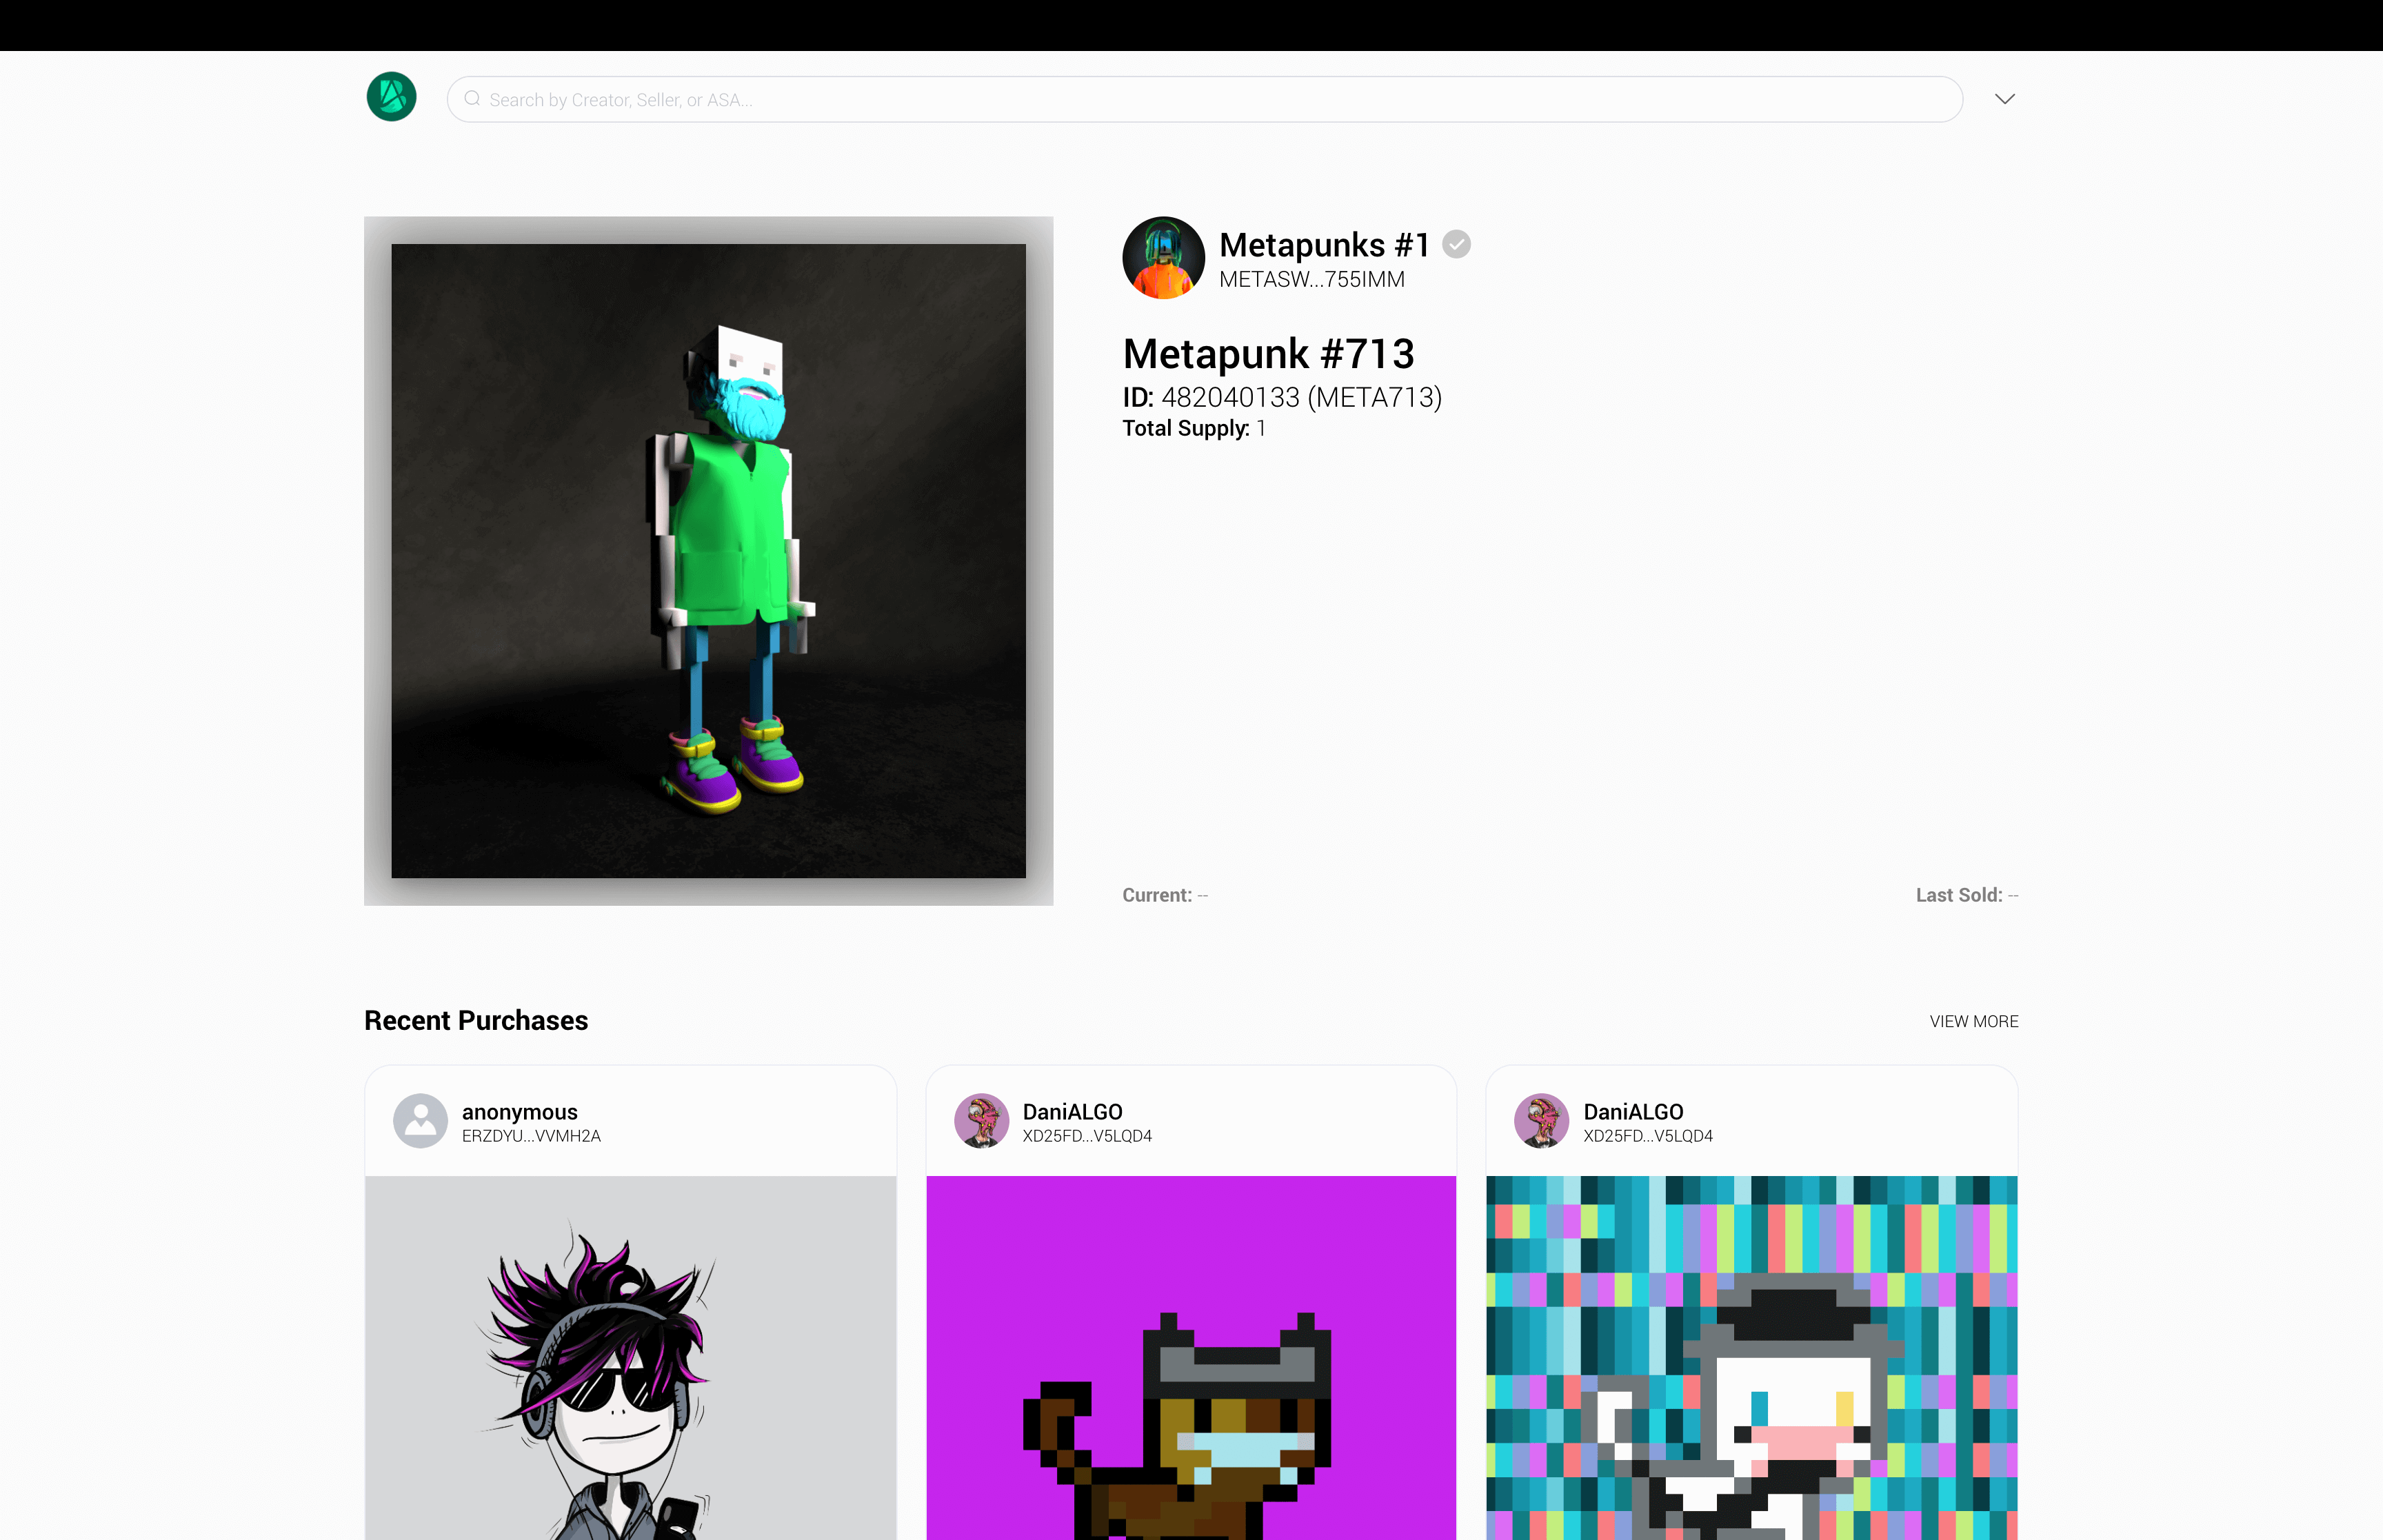 Search by Creator, Seller, or ASA...
Metapunks #1
METASW...755IMM
Metapunk #713
ID: 482040133 (META713)
Total Supply: 1
Current: --
Last Sold: --
Recent Purchases
VIEW MORE
anonymous
ERZDYU...VVMH2A
DaniALGO
XD25FD...V5LQD4
DaniALGO
XD25FD...V5LQD4